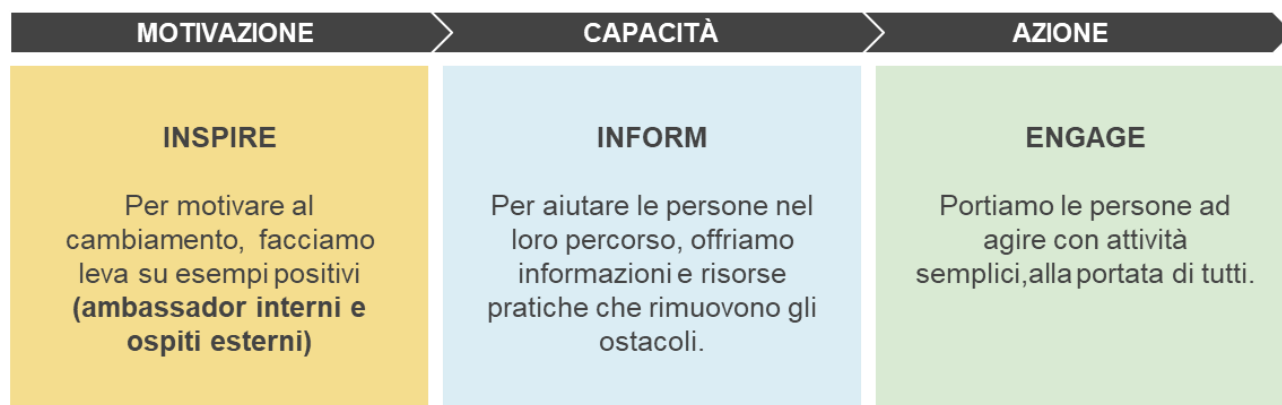 MOTIVAZIONE
CAPACITÀ
AZIONE
INSPIRE
Per motivare al
cambiamento, facciamo
leva su esempi positivi
(ambassador interni e
ospiti esterni)
INFORM
Per aiutare le persone nel
loro percorso, offriamo
informazioni e risorse
pratiche che rimuovono gli
ostacoli.
ENGAGE
Portiamo le persone ad
agire con attività
semplici,alla portata di tutti.